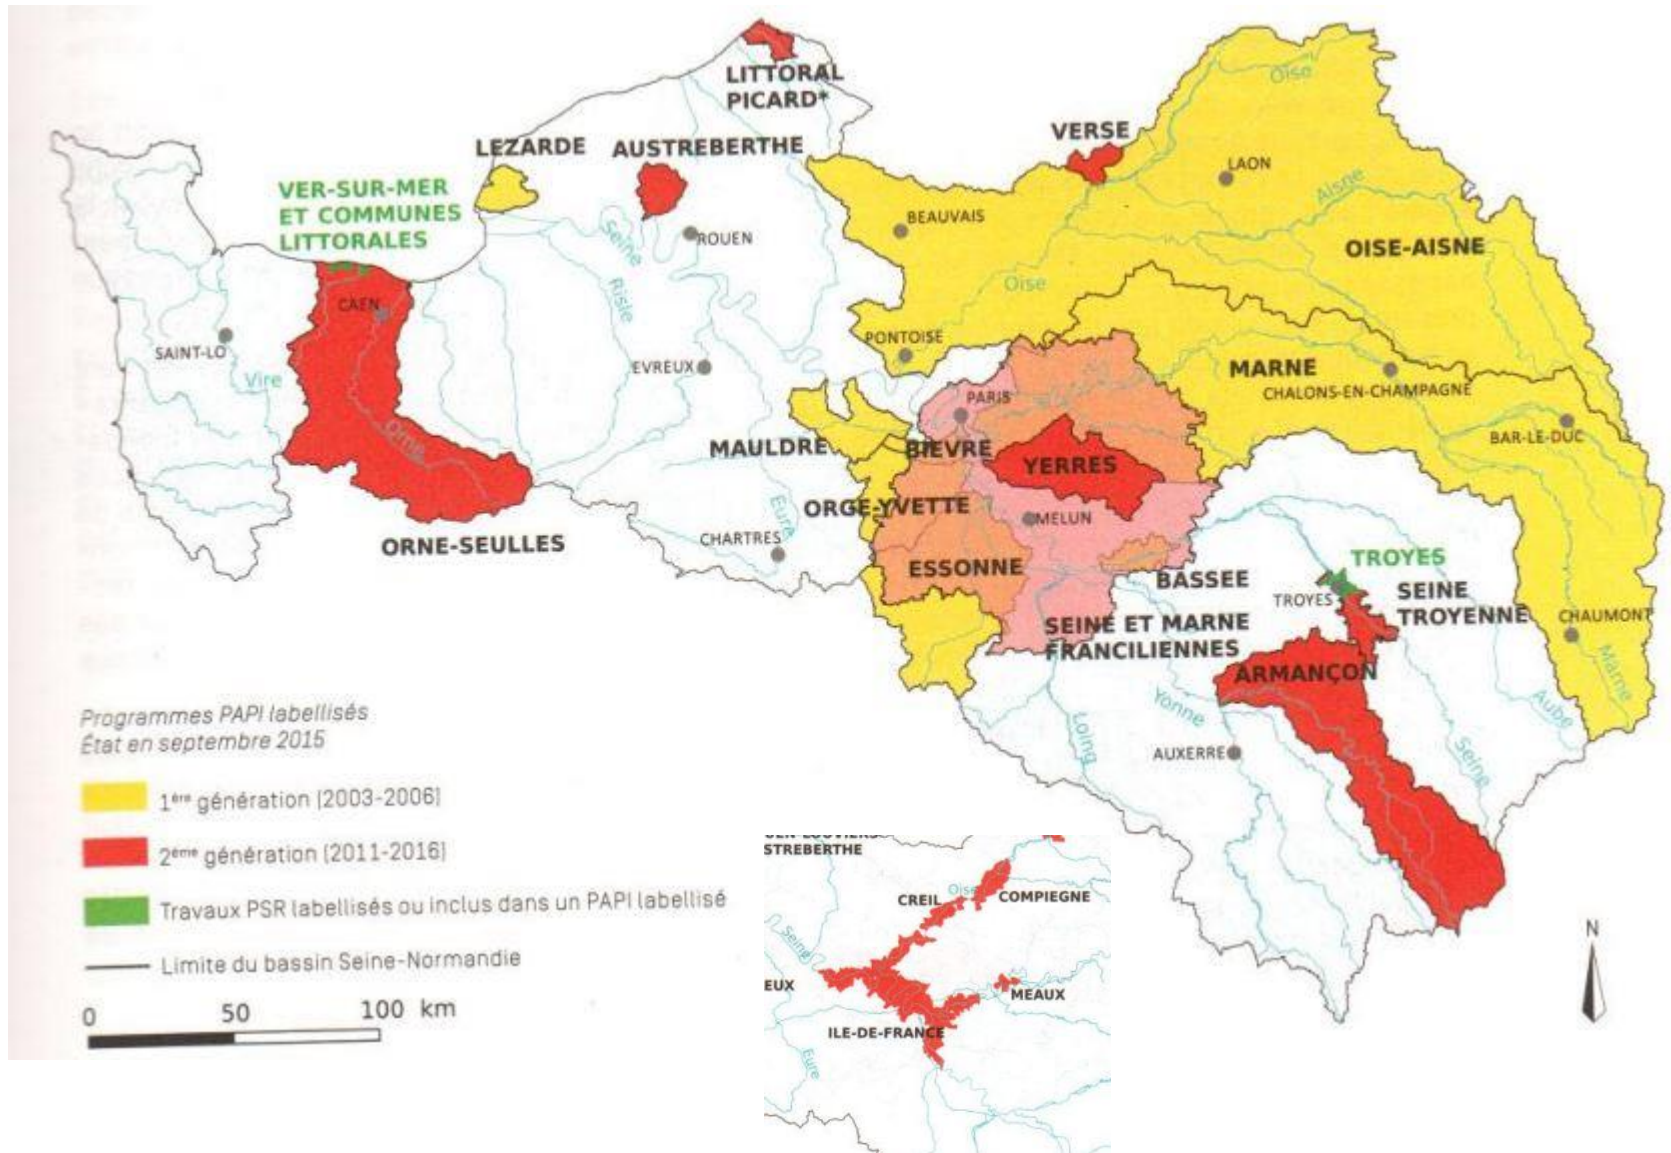 LITTORAL
PICARD*
Oise
VERSE
LEZARDE
AUSTREBERTHE
LAON
Aisne
VER-SUR-MER
ET COMMUNES
LITTORALES
BEAUVAIS
Seine
ROUEN
OISE-AISNE
Oise
Risle
CAEN
PONTOISE
SAINT-LO
EVREUX
Vire
MARNE
CHALONS-EN-CHAMPAGNE
PARIS
BAR-LE-DUC
Orne
MAULDRE
BIEVRE
YERRES
ORGE-YVETTE
Eure
MELUN
ORNE-SEULLES
CHARTRES
ESSONNE
BASSEE
TROYES
TROYES
SEINE
TROYENNE
CHAUMONT
SEINE ET MARNE
FRANCILIENNES
ARMANÇON
Marne
Yonne
Aube
Loing
Seine
AUXERRE
Programmes PAPI labellisés
État en septembre 2015
1ère génération (2003-2006)
2ème génération (2011-2016)
Travaux PSR labellisés ou inclus dans un PAPI labellisé
Limite du bassin Seine-Normandie
0 50 100 km
N
STREBERTHE
Oise
CREIL
COMPIEGNE
Seine
EUX
MEAUX
ILE-DE-FRANCE
Eure